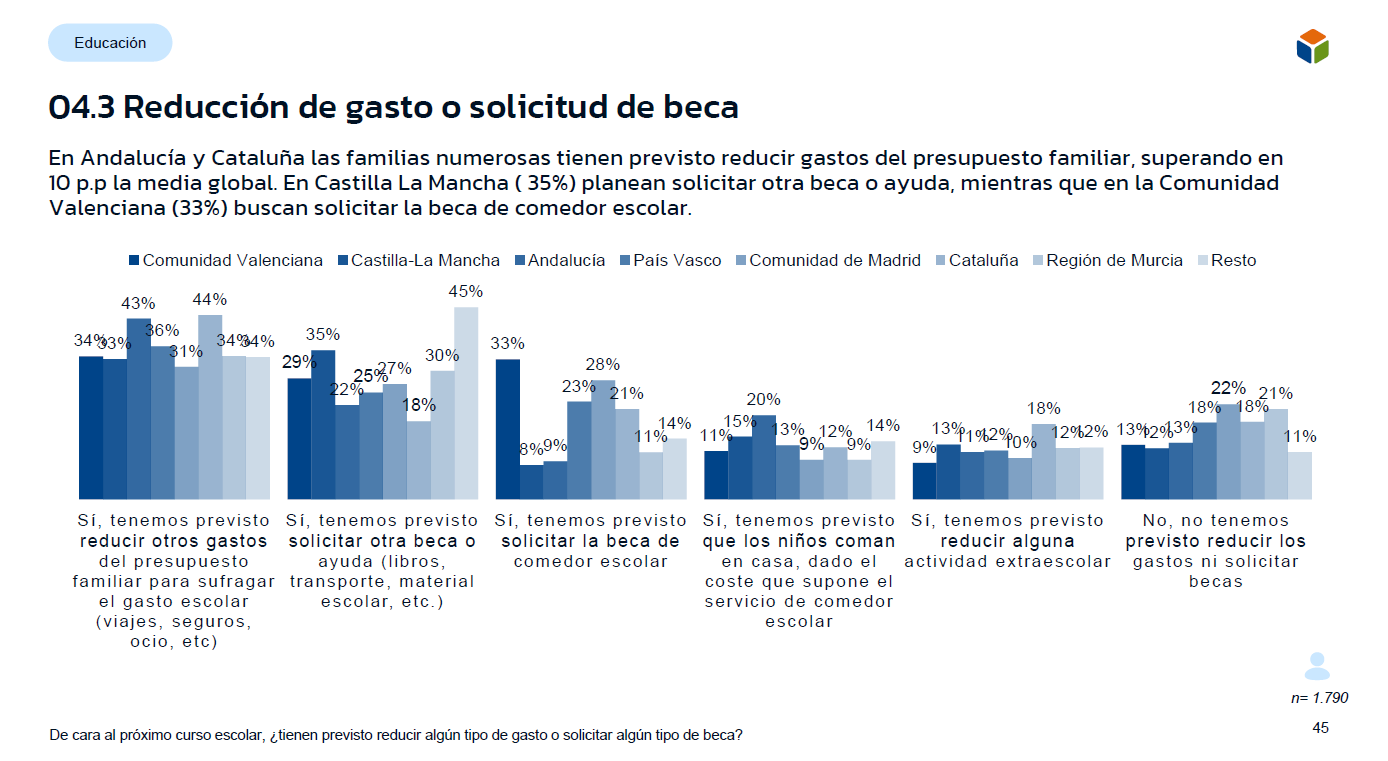 Educación
04.3 Reducción de gasto o solicitud de beca
En Andalucía y Cataluña las familias numerosas tienen previsto reducir gastos del presupuesto familiar, superando en
10 p.p la media global. En Castilla La Mancha ( 35%) planean solicitar otra beca o ayuda, mientras que en la Comunidad
Valenciana (33%) buscan solicitar la beca de comedor escolar.
Comunidad Valenciana Castilla-La Mancha Andalucía País Vasco Comunidad de Madrid Cataluña Región de Murcia Resto
34% 33% 43% 36% 31% 44% 34% 34%
29% 35% 22% 25% 27% 18% 30% 45%
33% 8% 9% 23% 28% 21% 11% 14%
11% 15% 20% 13% 9% 12% 9% 14%
9% 13% 11% 12% 10% 18% 12% 12%
13% 12% 13% 18% 22% 18% 21% 11%
Sí, tenemos previsto
reducir otros gastos
del presupuesto
familiar para sufragar
el gasto escolar
(viajes, seguros,
ocio, etc)
Sí, tenemos previsto
solicitar otra beca o
ayuda (libros,
transporte, material
escolar, etc.)
Sí, tenemos previsto
solicitar la beca de
comedor escolar
Sí, tenemos previsto
que los niños coman
en casa, dado el
coste que supone el
servicio de comedor
escolar
Sí, tenemos previsto
reducir alguna
actividad extraescolar
No, no tenemos
previsto reducir los
gastos ni solicitar
becas
n= 1.790
De cara al próximo curso escolar, ¿tienen previsto reducir algún tipo de gasto o solicitar algún tipo de beca?
45